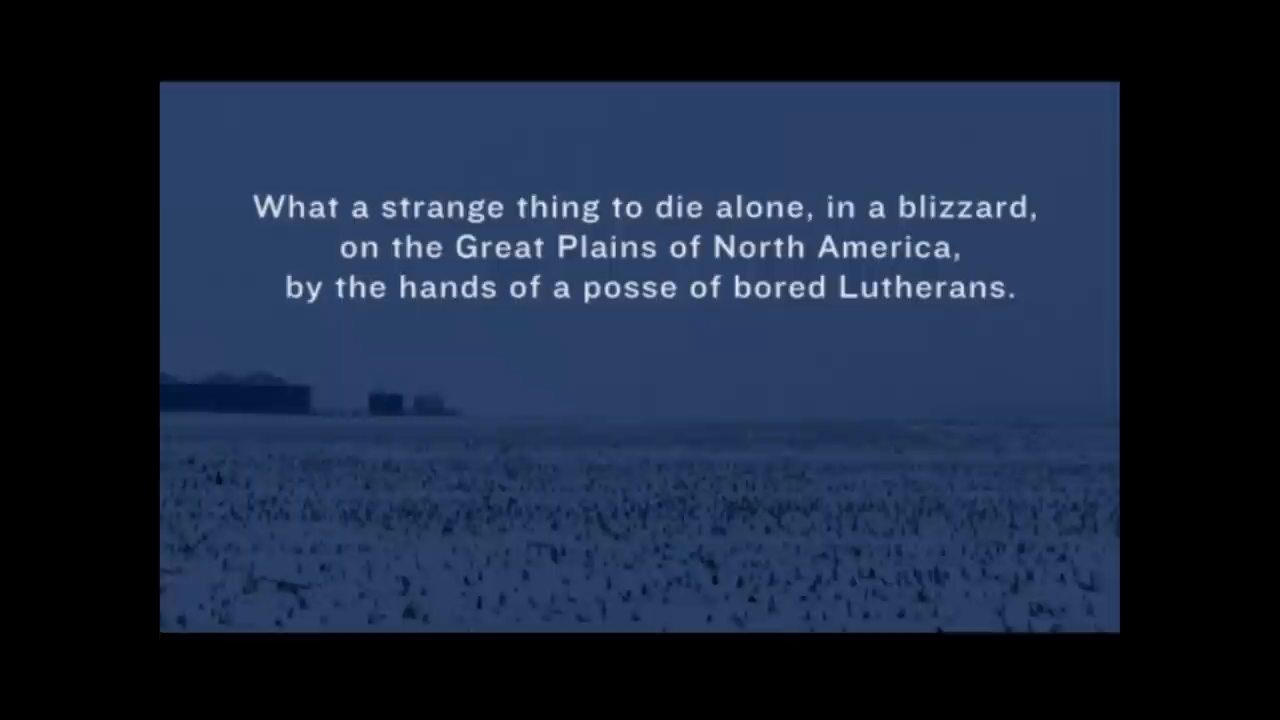 What a strange thing to die alone, in a blizzard,
on the Great Plains of North America,
by the hands of a posse of bored Lutherans.